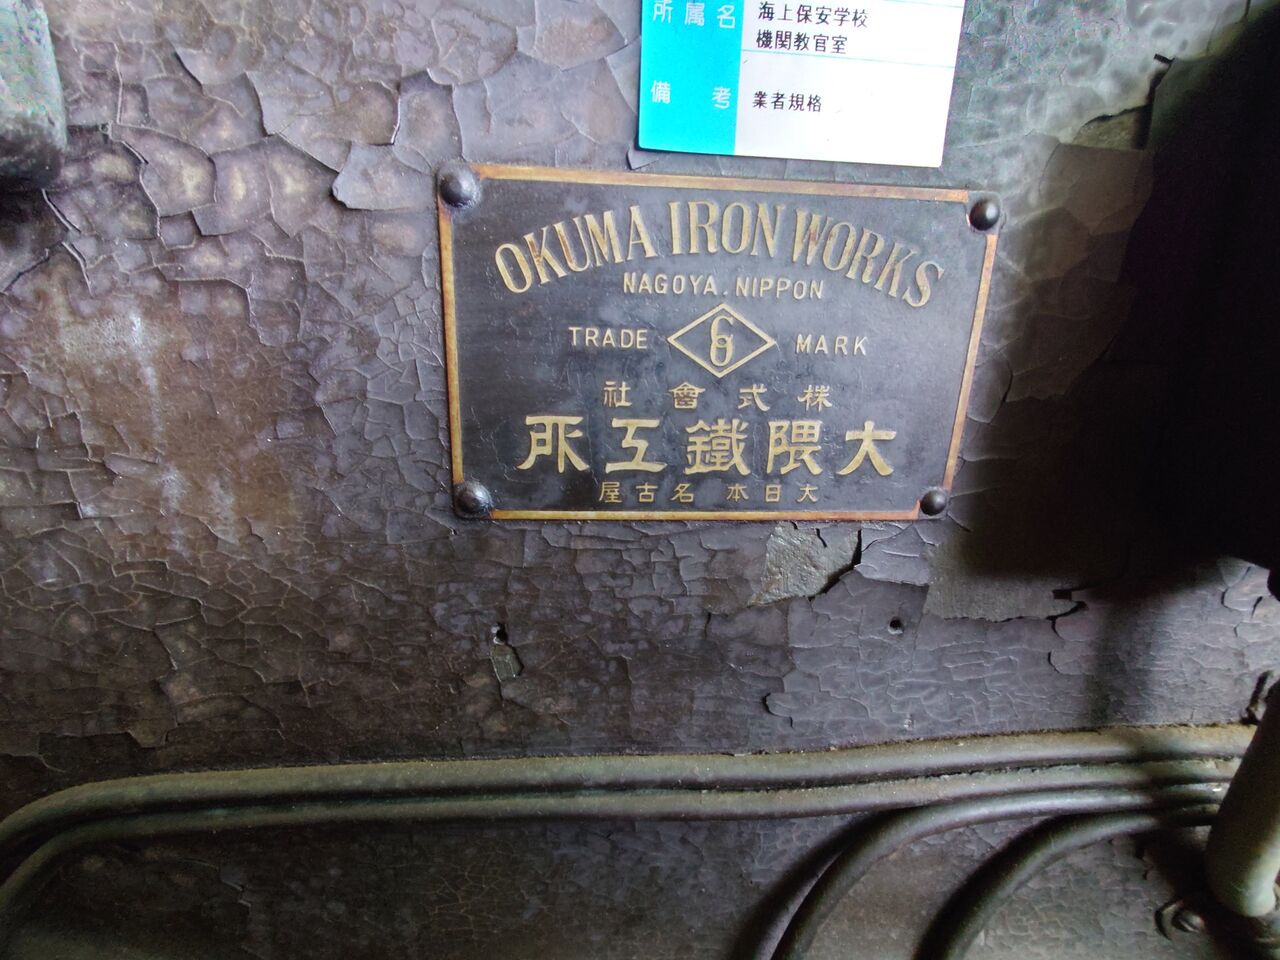 所属名 海上保安学校
機関教官室
備考 業者規格
OKUMA IRON WORKS
NAGOYA. NIPPON
TRADE MARK
株式會社
大隈鐵工所
大日本名古屋